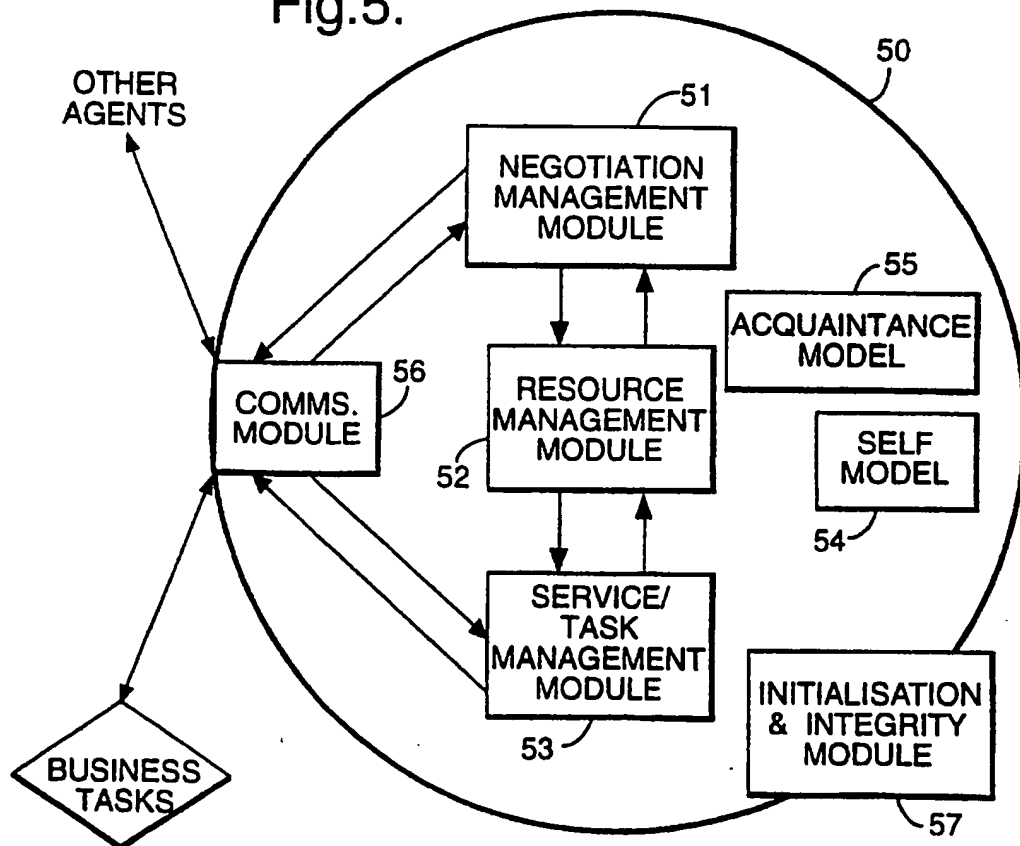 Fig.5.
50
OTHER
AGENTS
51
NEGOTIATION
MANAGEMENT
MODULE
55
ACQUAINTANCE
MODEL
56
COMMS.
MODULE
RESOURCE
MANAGEMENT
MODULE
52
SELF
MODEL
54
SERVICE/
TASK
MANAGEMENT
MODULE
53
INITIALISATION
& INTEGRITY
MODULE
57
BUSINESS
TASKS